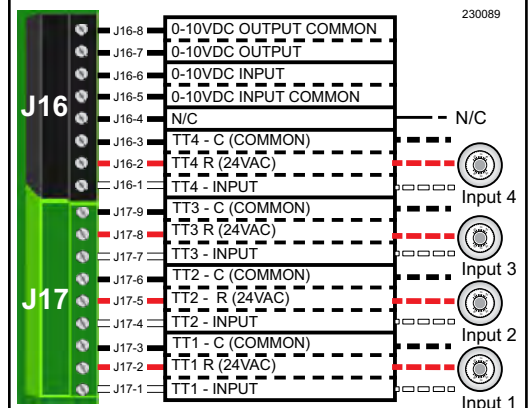 230089
J16-8 0-10VDC OUTPUT COMMON
J16-7 0-10VDC OUTPUT
J16-6 0-10VDC INPUT
J16
J16-5 0-10VDC INPUT COMMON
J16-4 N/C N/C
J16-3 TT4 - C (COMMON)
J16-2 TT4 R (24VAC)
J16-1 TT4 - INPUT
Input 4
J17-9 TT3 - C (COMMON)
J17-8 TT3 R (24VAC)
J17-7 TT3 - INPUT
Input 3
J17-6 TT2 - C (COMMON)
J17
J17-5 TT2 - R (24VAC)
J17-4 TT2 - INPUT
Input 2
J17-3 TT1 - C (COMMON)
J17-2 TT1 R (24VAC)
J17-1 TT1 - INPUT
Input 1